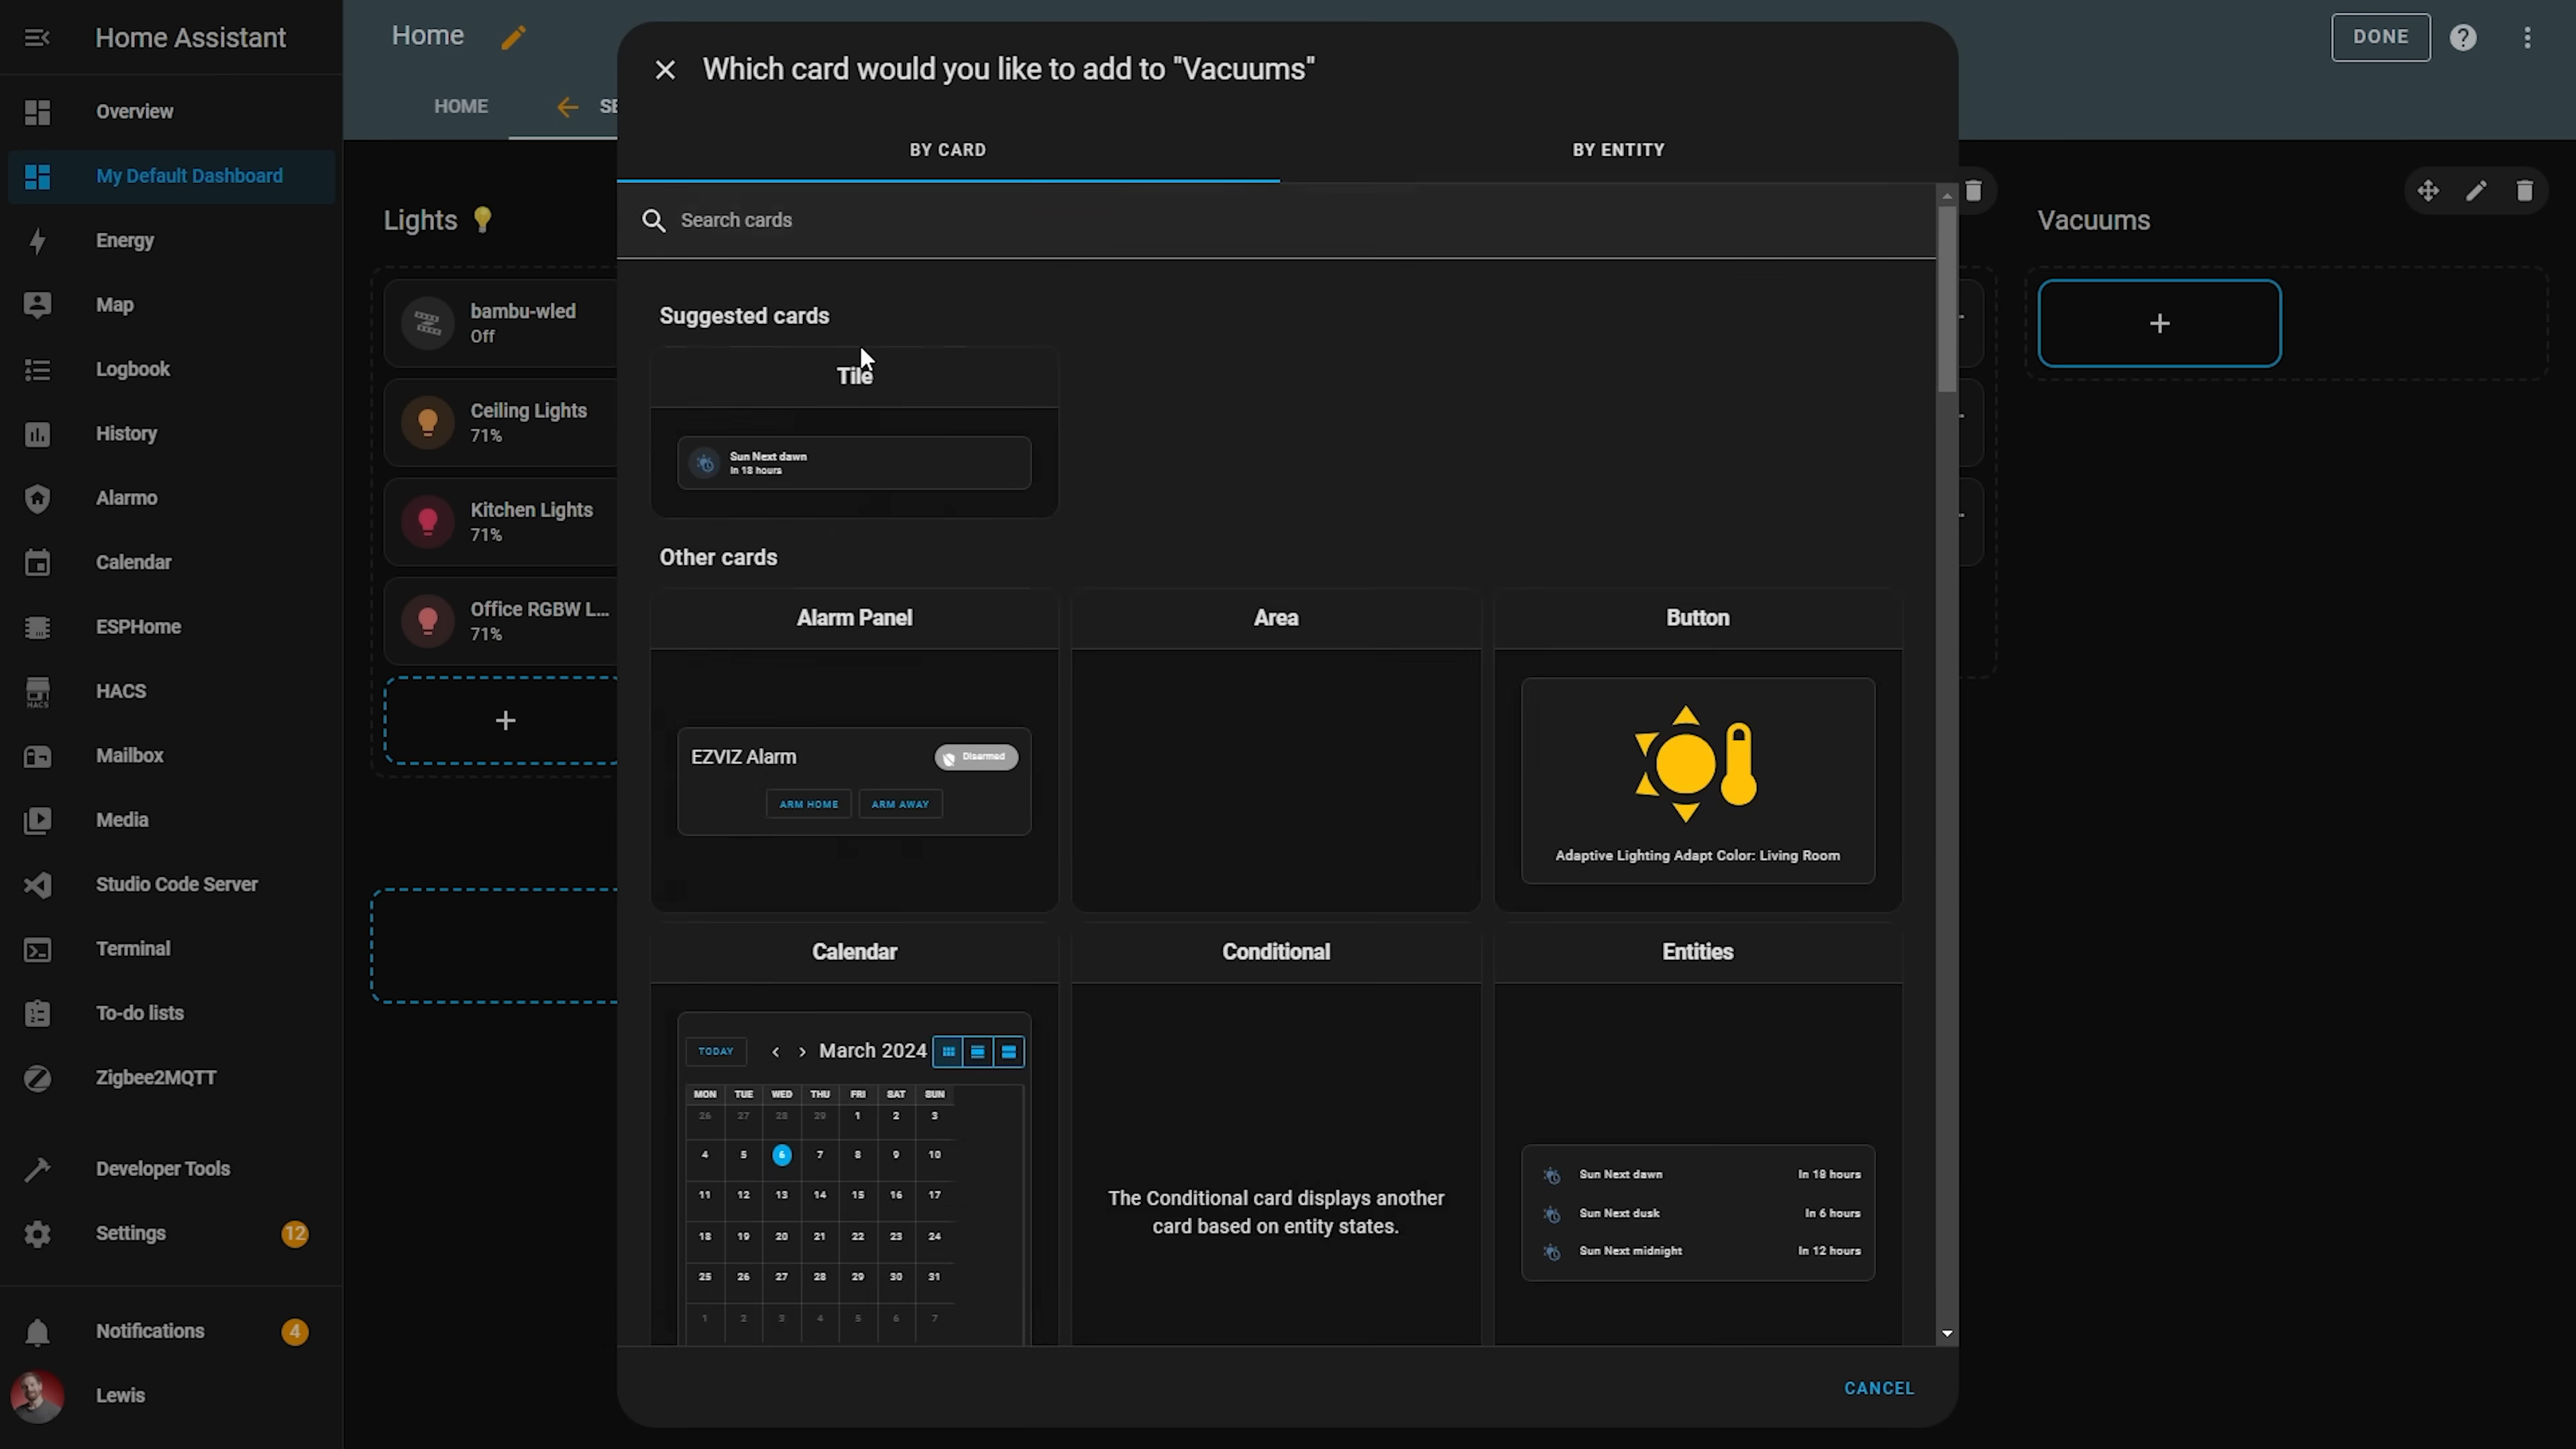 Home Assistant
Overview
My Default Dashboard
Energy
Map
Logbook
History
Alarmo
Calendar
ESPHome
HACS
HACS
Mailbox
Media
Studio Code Server
Terminal
To-do lists
Zigbee2MQTT
Developer Tools
Settings 12
Notifications 4
Lewis
Home
DONE
HOME
SE
Lights
bambu-wled
Off
Ceiling Lights
71%
Kitchen Lights
71%
Office RGBW L...
71%
Which card would you like to add to "Vacuums"
BY CARD
BY ENTITY
Search cards
Suggested cards
Tile
Sun Next dawn
In 18 hours
Other cards
Alarm Panel
EZVIZ Alarm
Disarmed
ARM HOME
ARM AWAY
Area
Button
Adaptive Lighting Adapt Color: Living Room
Calendar
TODAY
March 2024
MON TUE WED THU FRI SAT SUN
26 27 28 29 1 2 3
4 5 6 7 8 9 10
11 12 13 14 15 16 17
18 19 20 21 22 23 24
25 26 27 28 29 30 31
1 2 3 4 5 6 7
Conditional
The Conditional card displays another
card based on entity states.
Entities
Sun Next dawn In 18 hours
Sun Next dusk In 6 hours
Sun Next midnight In 12 hours
CANCEL
Vacuums